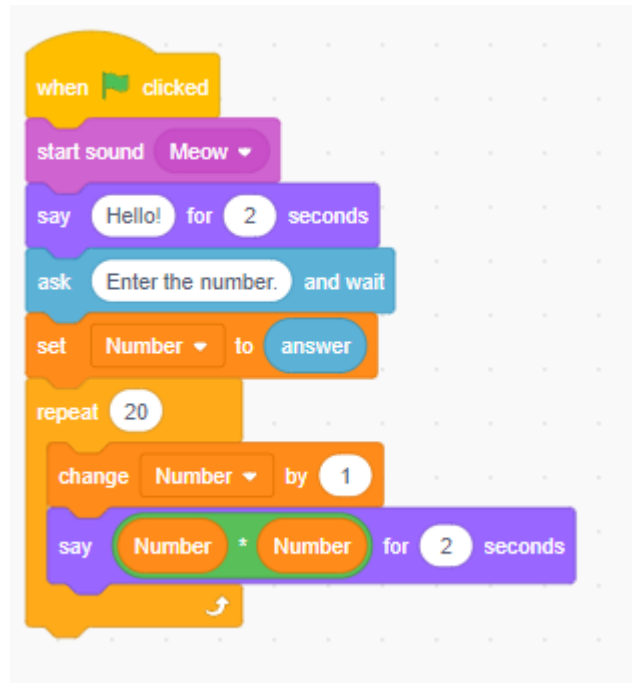 when clicked
start sound Meow
say Hello! for 2 seconds
ask Enter the number. and wait
set Number to answer
repeat 20
change Number by 1
say Number * Number for 2 seconds